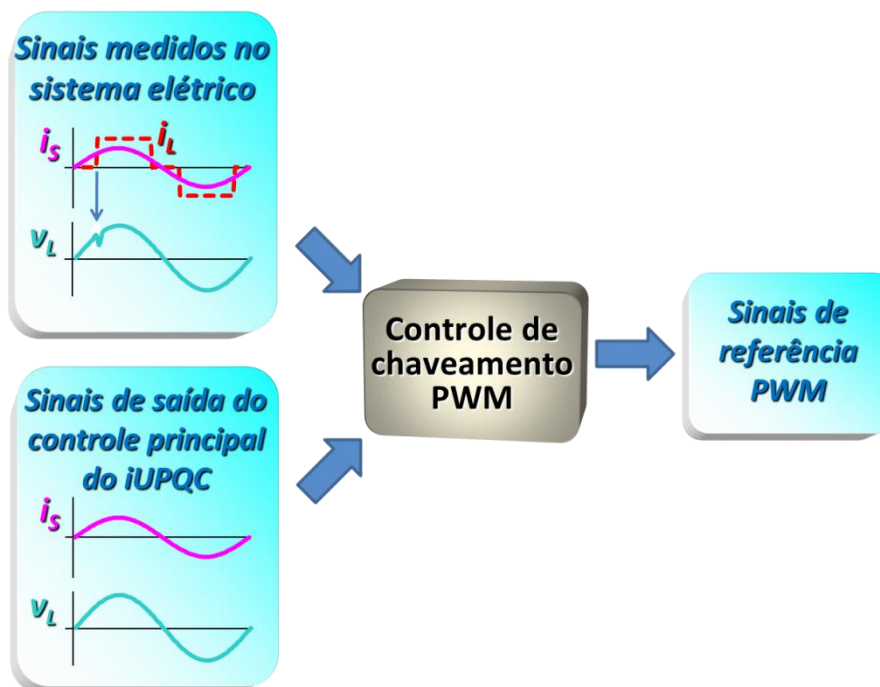 Sinais medidos no
sistema elétrico
iS
iL
vL
Controle de
chaveamento
PWM
Sinais de
referência
PWM
Sinais de saída do
controle principal
do iUPQC
iS
vL